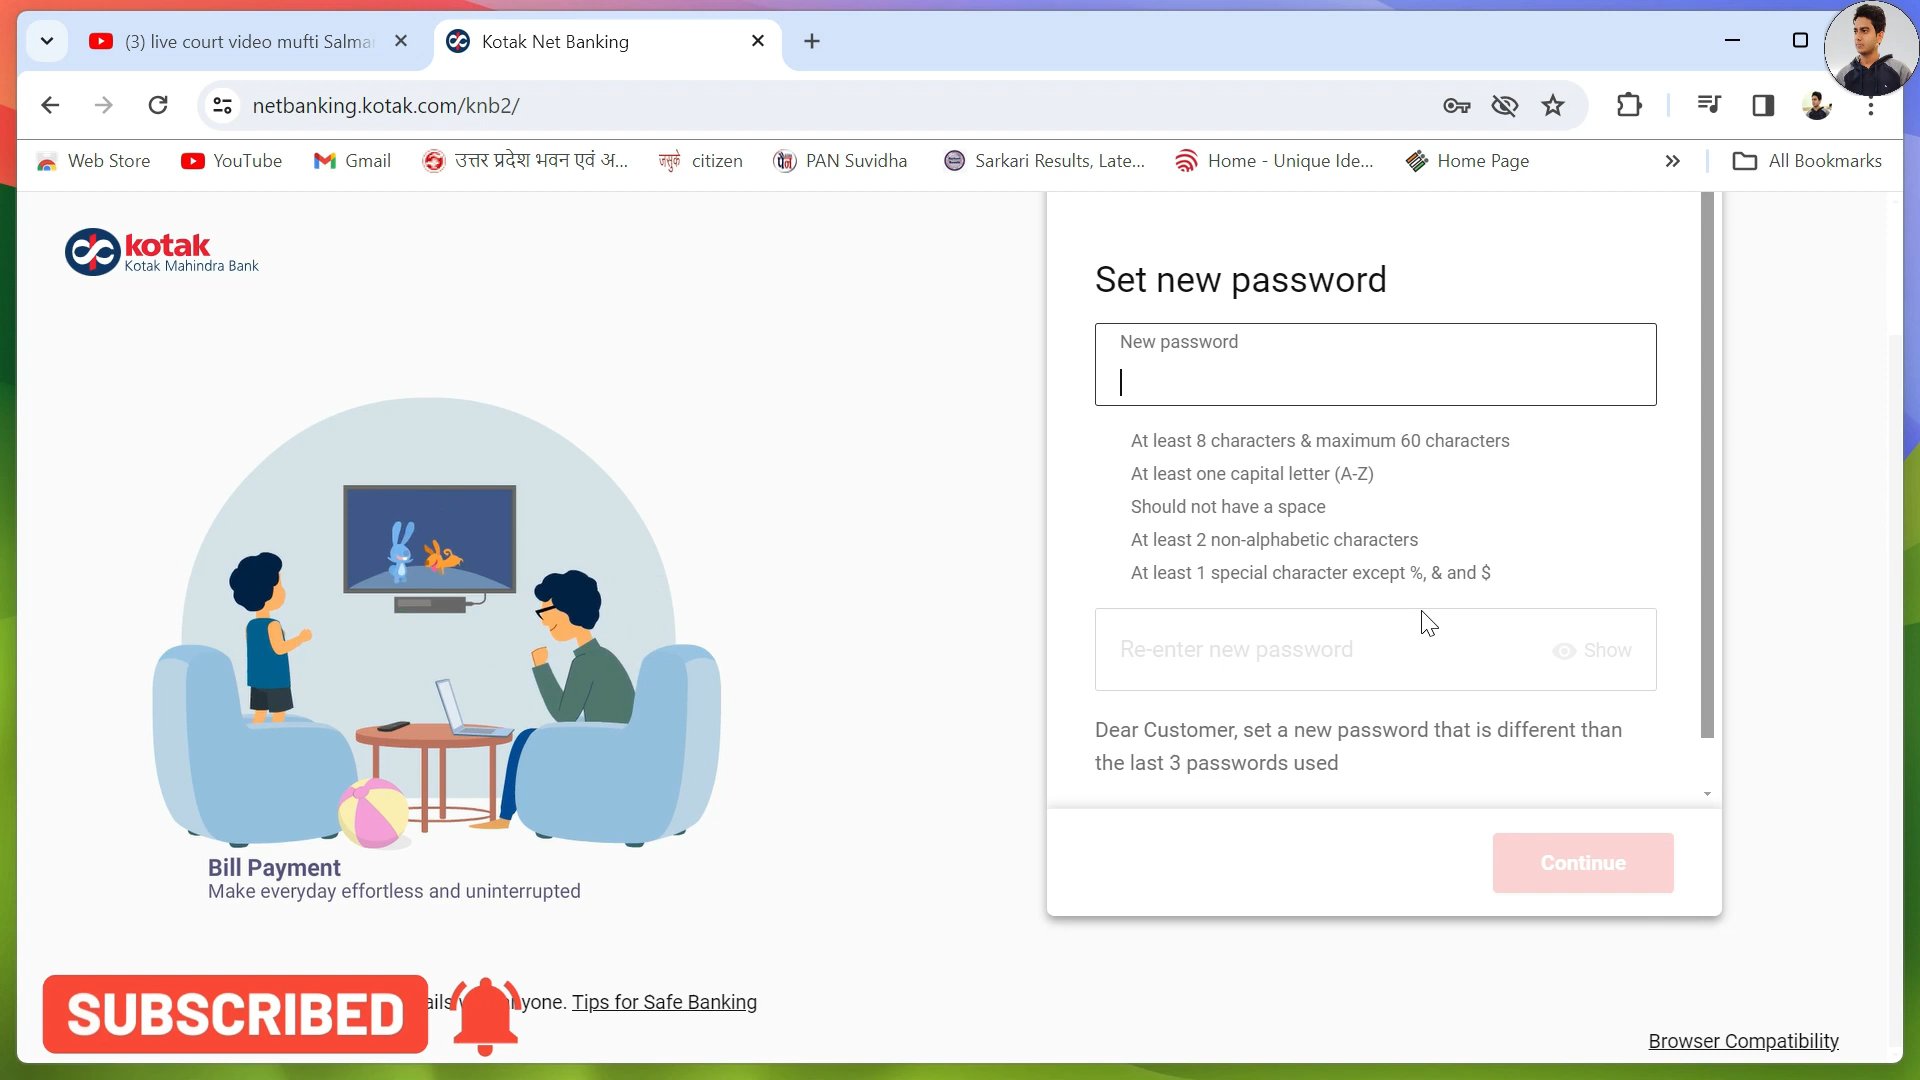 (3) live court video mufti Salma
Kotak Net Banking
netbanking.kotak.com/knb2/
Web Store
YouTube
Gmail
उत्तर प्रदेश भवन एवं अ...
जसुके citizen
PAN Suvidha
Sarkari Results, Late...
Home - Unique Ide...
Home Page
All Bookmarks
kotak
Kotak Mahindra Bank
Set new password
New password
At least 8 characters & maximum 60 characters
At least one capital letter (A-Z)
Should not have a space
At least 2 non-alphabetic characters
At least 1 special character except %, & and $
Re-enter new password
Show
Dear Customer, set a new password that is different than
the last 3 passwords used
Continue
Bill Payment
Make everyday effortless and uninterrupted
SUBSCRIBED
Tips for Safe Banking
Browser Compatibility